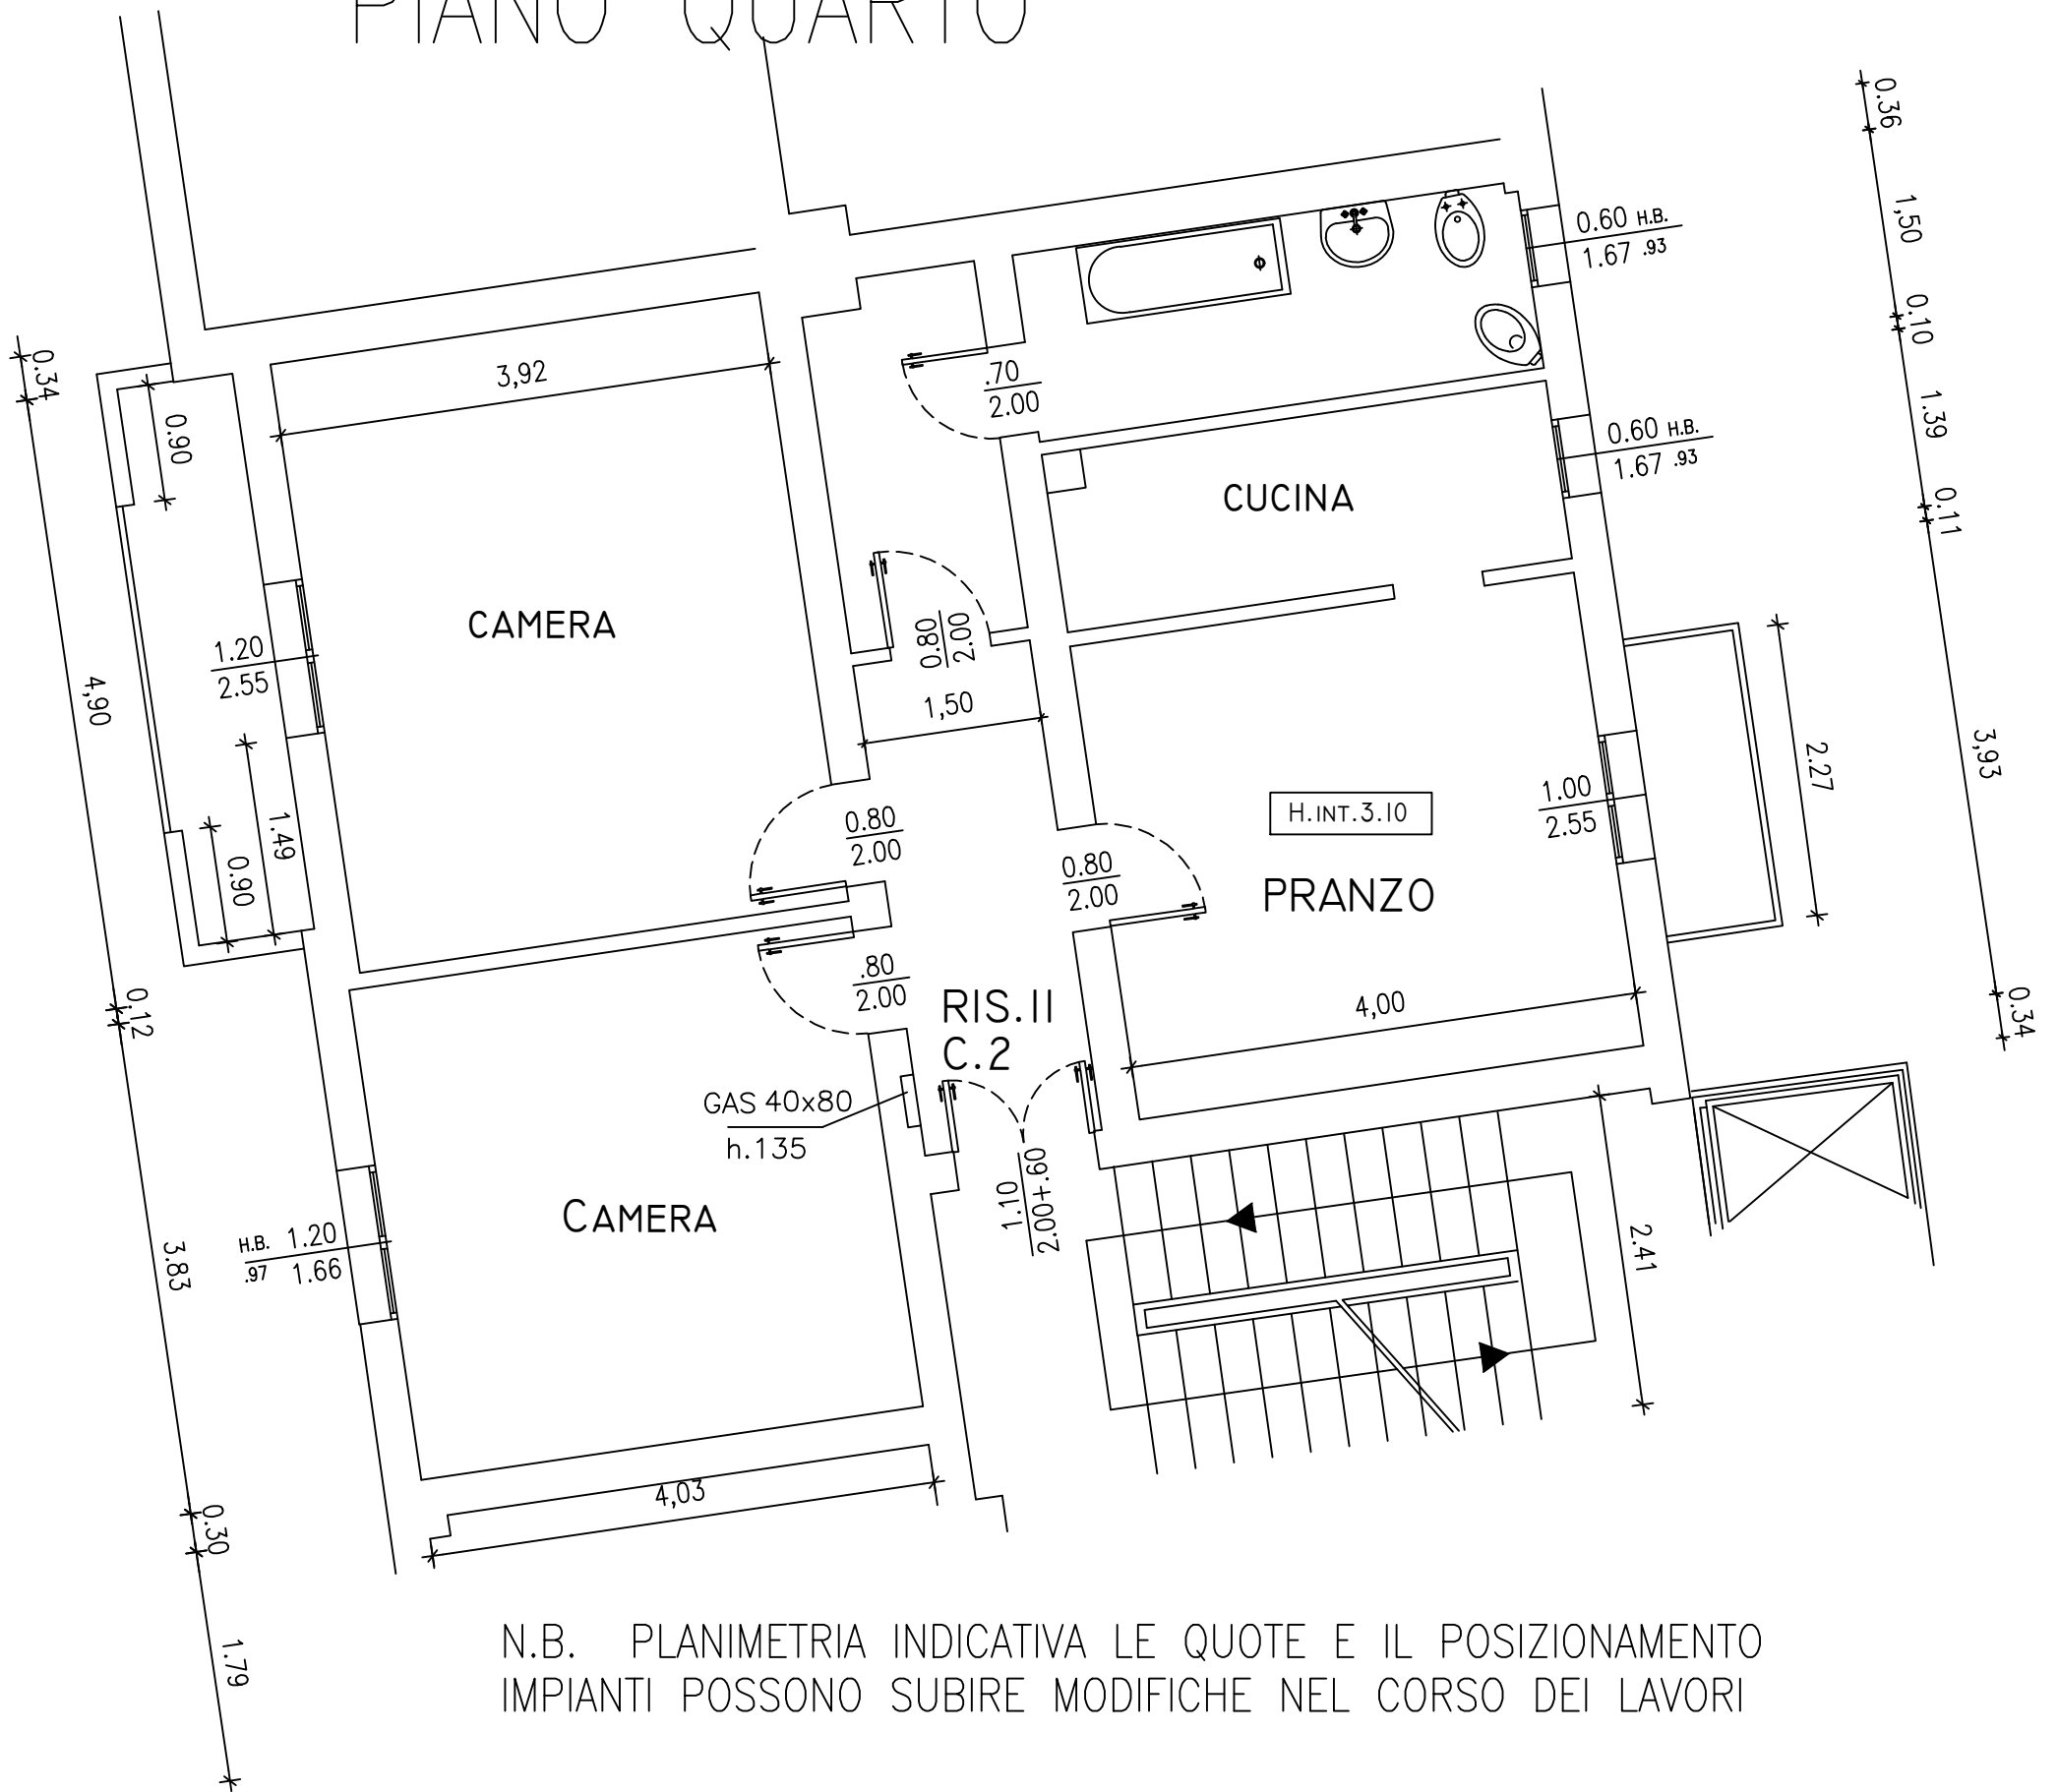 PIANO QUARTO
0.36
1,50
0.10
1.39
0.11
3,93
0.34
0.60 H.B.
1.67 .93
0.60 H.B.
1.67 .93
0.34
0.90
3,92
.70
2.00
CUCINA
CAMERA
0.80
2.00
1.20
2.55
4,90
1,50
1.49
0.90
0.80
2.00
0.80
2.00
H.INT.3.10
PRANZO
1.00
2.55
2.27
0.12
.80
2.00
RIS.II
C.2
4,00
GAS 40x80
h.135
CAMERA
1.10
2.00+.60
2.41
H.B. 1.20
.97 1.66
3.83
4,03
0.30
1.79
N.B. PLANIMETRIA INDICATIVA LE QUOTE E IL POSIZIONAMENTO
IMPIANTI POSSONO SUBIRE MODIFICHE NEL CORSO DEI LAVORI